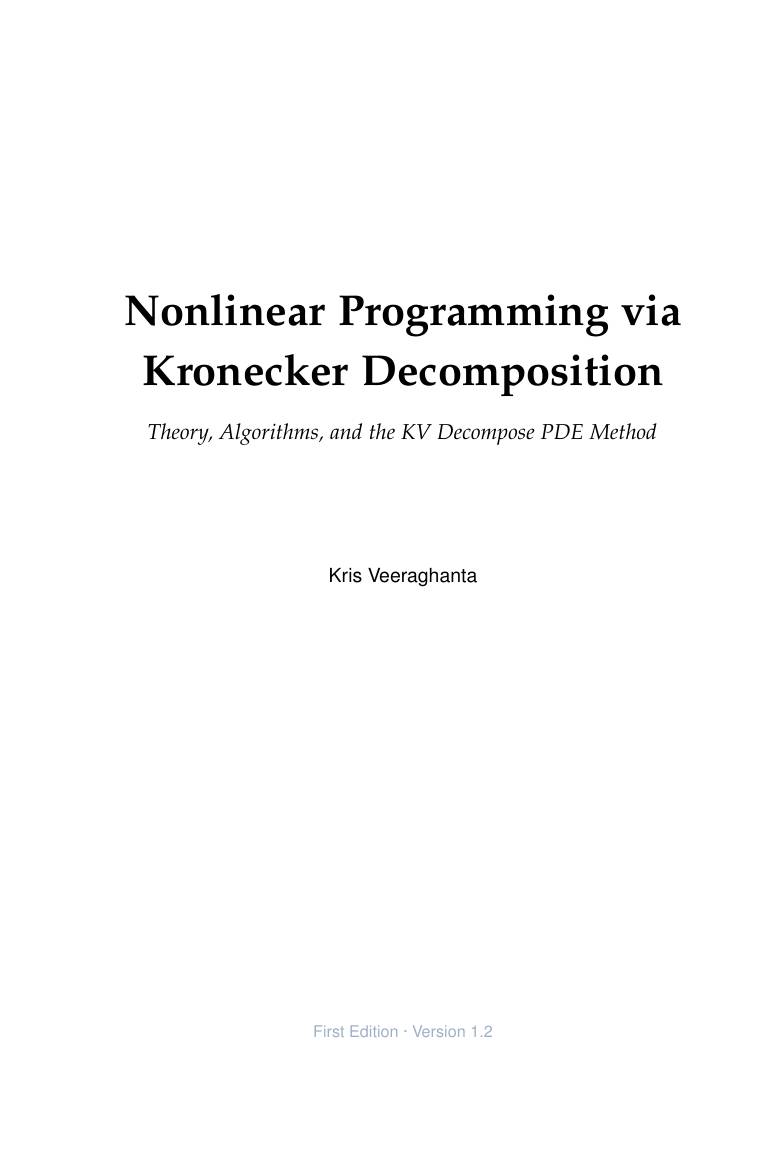 Nonlinear Programming via
Kronecker Decomposition
Theory, Algorithms, and the KV Decompose PDE Method
Kris Veeraghanta
First Edition · Version 1.2